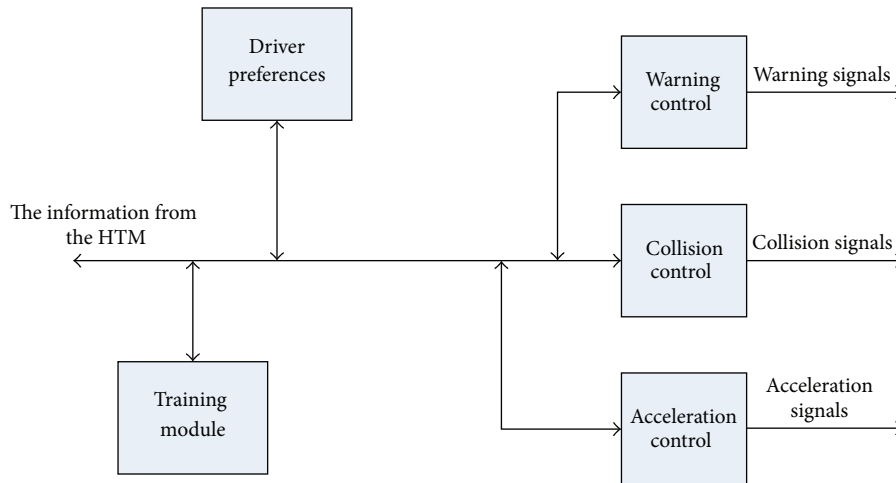 Driver
preferences
Warning
control
Warning signals
The information from
the HTM
Collision
control
Collision signals
Training
module
Acceleration
control
Acceleration
signals